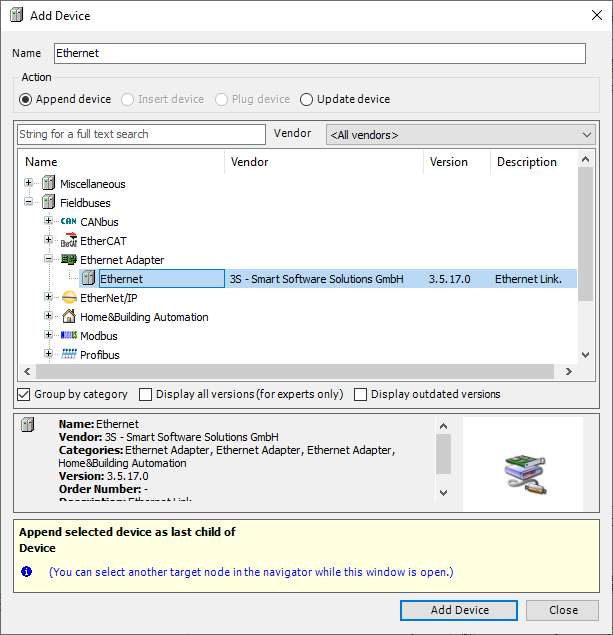 Add Device
Name Ethernet
Action
Append device Insert device Plug device Update device
String for a full text search Vendor <All vendors>
Name Vendor Version Description
Miscellaneous
Fieldbuses
CAN CANbus
EtherCAT
Ethernet Adapter
Ethernet 3S - Smart Software Solutions GmbH 3.5.17.0 Ethernet Link.
EtherNet/IP
Home&Building Automation
Modbus
Profibus
Group by category Display all versions (for experts only) Display outdated versions
Name: Ethernet
Vendor: 3S - Smart Software Solutions GmbH
Categories: Ethernet Adapter, Ethernet Adapter, Ethernet Adapter,
Home&Building Automation
Version: 3.5.17.0
Order Number: -
Description: Ethernet Link
Append selected device as last child of
Device
(You can select another target node in the navigator while this window is open.)
Add Device Close